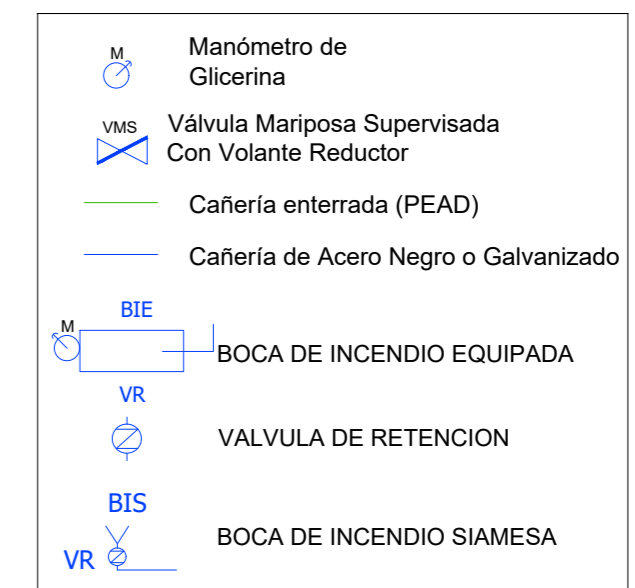 M
Manómetro de
Glicerina
VMS
Válvula Mariposa Supervisada
Con Volante Reductor
Cañería enterrada (PEAD)
Cañería de Acero Negro o Galvanizado
BIE
M
BOCA DE INCENDIO EQUIPADA
VR
VALVULA DE RETENCION
BIS
BOCA DE INCENDIO SIAMESA
VR